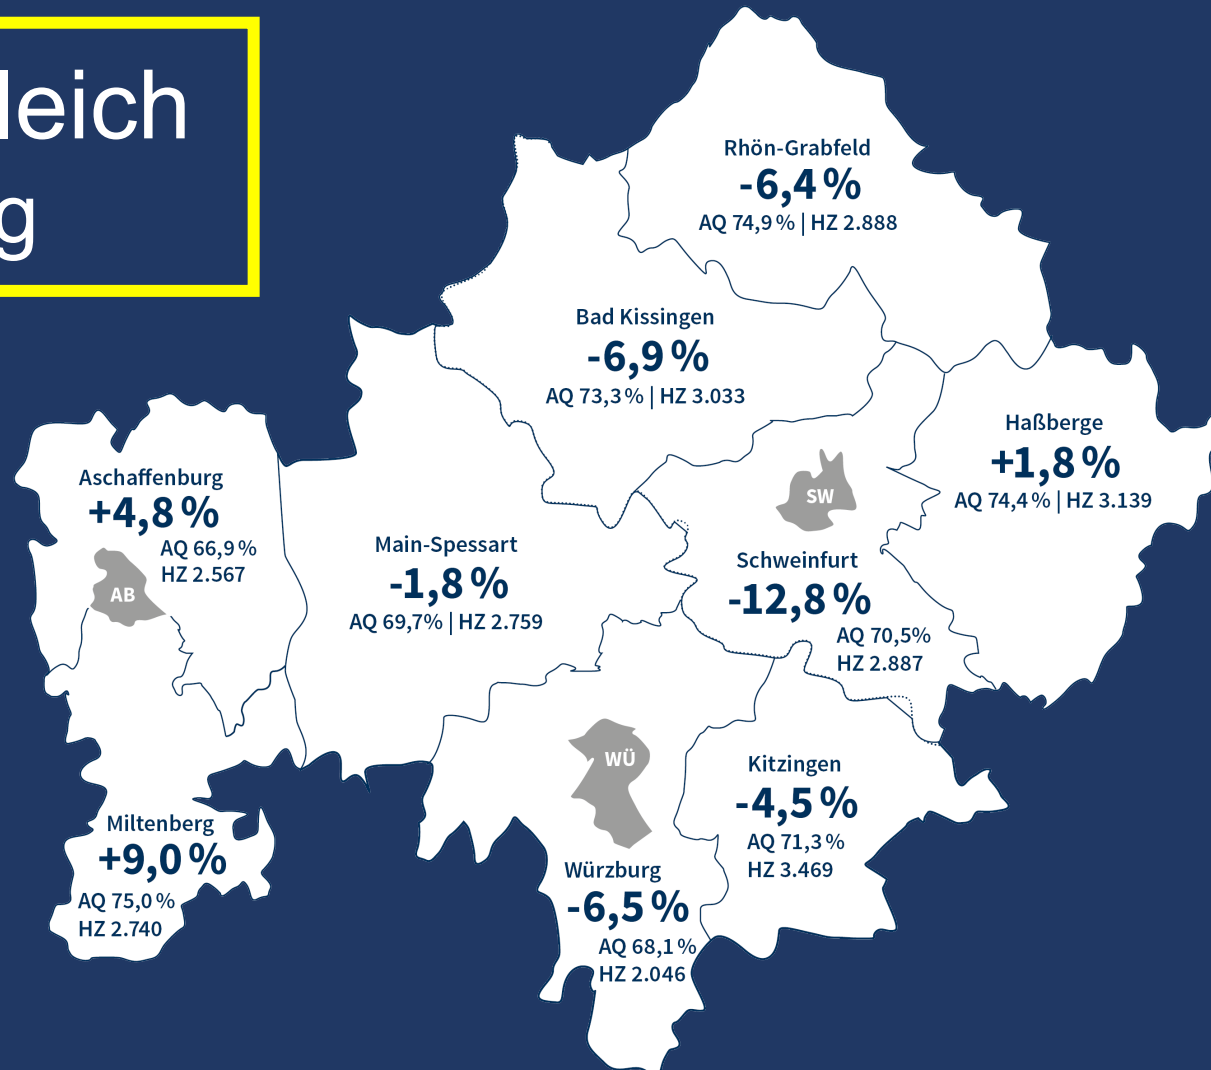 leich
g
Rhön-Grabfeld
-6,4 %
AQ 74,9 % | HZ 2.888
Bad Kissingen
-6,9 %
AQ 73,3 % | HZ 3.033
Haßberge
+1,8 %
AQ 74,4 % | HZ 3.139
Aschaffenburg
+4,8 %
AQ 66,9 %
HZ 2.567
AB
Main-Spessart
-1,8 %
AQ 69,7% | HZ 2.759
SW
Schweinfurt
-12,8 %
AQ 70,5%
HZ 2.887
Miltenberg
+9,0 %
AQ 75,0 %
HZ 2.740
WÜ
Würzburg
-6,5 %
AQ 68,1 %
HZ 2.046
Kitzingen
-4,5 %
AQ 71,3 %
HZ 3.469